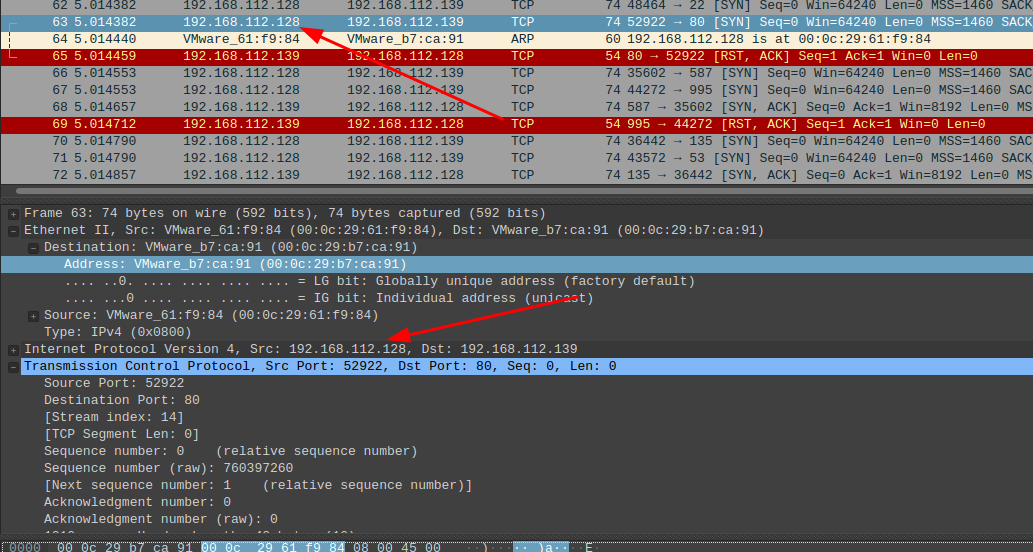 62 5.014382 192.168.112.128 192.168.112.139 TCP 74 48464 → 22 [SYN] Seq=0 Win=64240 Len=0 MSS=1460 SACK
63 5.014382 192.168.112.128 192.168.112.139 TCP 74 52922 → 80 [SYN] Seq=0 Win=64240 Len=0 MSS=1460 SACK
64 5.014440 VMware_61:f9:84 VMware_b7:ca:91 ARP 60 192.168.112.128 is at 00:0c:29:61:f9:84
65 5.014459 192.168.112.139 192.168.112.128 TCP 54 80 → 52922 [RST, ACK] Seq=1 Ack=1 Win=0 Len=0
66 5.014553 192.168.112.128 192.168.112.139 TCP 74 35602 → 587 [SYN] Seq=0 Win=64240 Len=0 MSS=1460 SAC
67 5.014553 192.168.112.128 192.168.112.139 TCP 74 44272 → 995 [SYN] Seq=0 Win=64240 Len=0 MSS=1460 SAC
68 5.014657 192.168.112.139 192.168.112.128 TCP 74 587 → 35602 [SYN, ACK] Seq=0 Ack=1 Win=8192 Len=0 MS
69 5.014712 192.168.112.139 192.168.112.128 TCP 54 995 → 44272 [RST, ACK] Seq=1 Ack=1 Win=0 Len=0
70 5.014790 192.168.112.128 192.168.112.139 TCP 74 36442 → 135 [SYN] Seq=0 Win=64240 Len=0 MSS=1460 SAC
71 5.014790 192.168.112.128 192.168.112.139 TCP 74 43572 → 53 [SYN] Seq=0 Win=64240 Len=0 MSS=1460 SACK
72 5.014857 192.168.112.139 192.168.112.128 TCP 74 135 → 36442 [SYN, ACK] Seq=0 Ack=1 Win=8192 Len=0 MS
Frame 63: 74 bytes on wire (592 bits), 74 bytes captured (592 bits)
Ethernet II, Src: VMware_61:f9:84 (00:0c:29:61:f9:84), Dst: VMware_b7:ca:91 (00:0c:29:b7:ca:91)
Destination: VMware_b7:ca:91 (00:0c:29:b7:ca:91)
Address: VMware_b7:ca:91 (00:0c:29:b7:ca:91)
.... ..0. .... .... .... .... = LG bit: Globally unique address (factory default)
.... ...0 .... .... .... .... = IG bit: Individual address (unicast)
Source: VMware_61:f9:84 (00:0c:29:61:f9:84)
Type: IPv4 (0x0800)
Internet Protocol Version 4, Src: 192.168.112.128, Dst: 192.168.112.139
Transmission Control Protocol, Src Port: 52922, Dst Port: 80, Seq: 0, Len: 0
Source Port: 52922
Destination Port: 80
[Stream index: 14]
[TCP Segment Len: 0]
Sequence number: 0 (relative sequence number)
Sequence number (raw): 760397260
[Next sequence number: 1 (relative sequence number)]
Acknowledgment number: 0
Acknowledgment number (raw): 0
0000 00 0c 29 b7 ca 91 00 0c 29 61 f9 84 08 00 45 00 ··)····· )a····E·